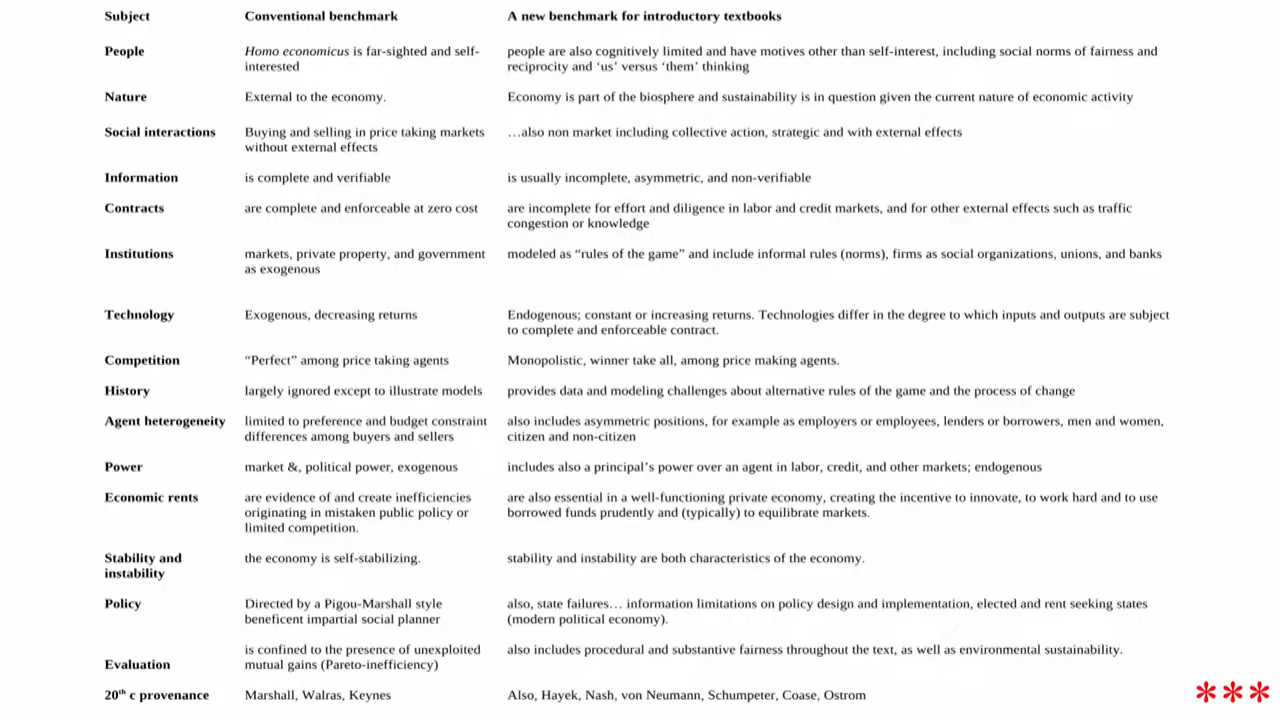 Subject Conventional benchmark A new benchmark for introductory textbooks
People Homo economicus is far-sighted and self- people are also cognitively limited and have motives other than self-interest, including social norms of fairness and
interested reciprocity and ‘us’ versus ‘them’ thinking
Nature External to the economy. Economy is part of the biosphere and sustainability is in question given the current nature of economic activity
Social interactions Buying and selling in price taking markets …also non market including collective action, strategic and with external effects
without external effects
Information is complete and verifiable is usually incomplete, asymmetric, and non-verifiable
Contracts are complete and enforceable at zero cost are incomplete for effort and diligence in labor and credit markets, and for other external effects such as traffic
congestion or knowledge
Institutions markets, private property, and government modeled as “rules of the game” and include informal rules (norms), firms as social organizations, unions, and banks
as exogenous
Technology Exogenous, decreasing returns Endogenous; constant or increasing returns. Technologies differ in the degree to which inputs and outputs are subject
to complete and enforceable contract.
Competition “Perfect” among price taking agents Monopolistic, winner take all, among price making agents.
History largely ignored except to illustrate models provides data and modeling challenges about alternative rules of the game and the process of change
Agent heterogeneity limited to preference and budget constraint also includes asymmetric positions, for example as employers or employees, lenders or borrowers, men and women,
differences among buyers and sellers citizen and non-citizen
Power market &, political power, exogenous includes also a principal’s power over an agent in labor, credit, and other markets; endogenous
Economic rents are evidence of and create inefficiencies are also essential in a well-functioning private economy, creating the incentive to innovate, to work hard and to use
originating in mistaken public policy or borrowed funds prudently and (typically) to equilibrate markets.
limited competition.
Stability and the economy is self-stabilizing. stability and instability are both characteristics of the economy.
instability
Policy Directed by a Pigou-Marshall style also, state failures… information limitations on policy design and implementation, elected and rent seeking states
beneficent impartial social planner (modern political economy).
is confined to the presence of unexploited also includes procedural and substantive fairness throughout the text, as well as environmental sustainability.
Evaluation mutual gains (Pareto-inefficiency)
20th c provenance Marshall, Walras, Keynes Also, Hayek, Nash, von Neumann, Schumpeter, Coase, Ostrom
***